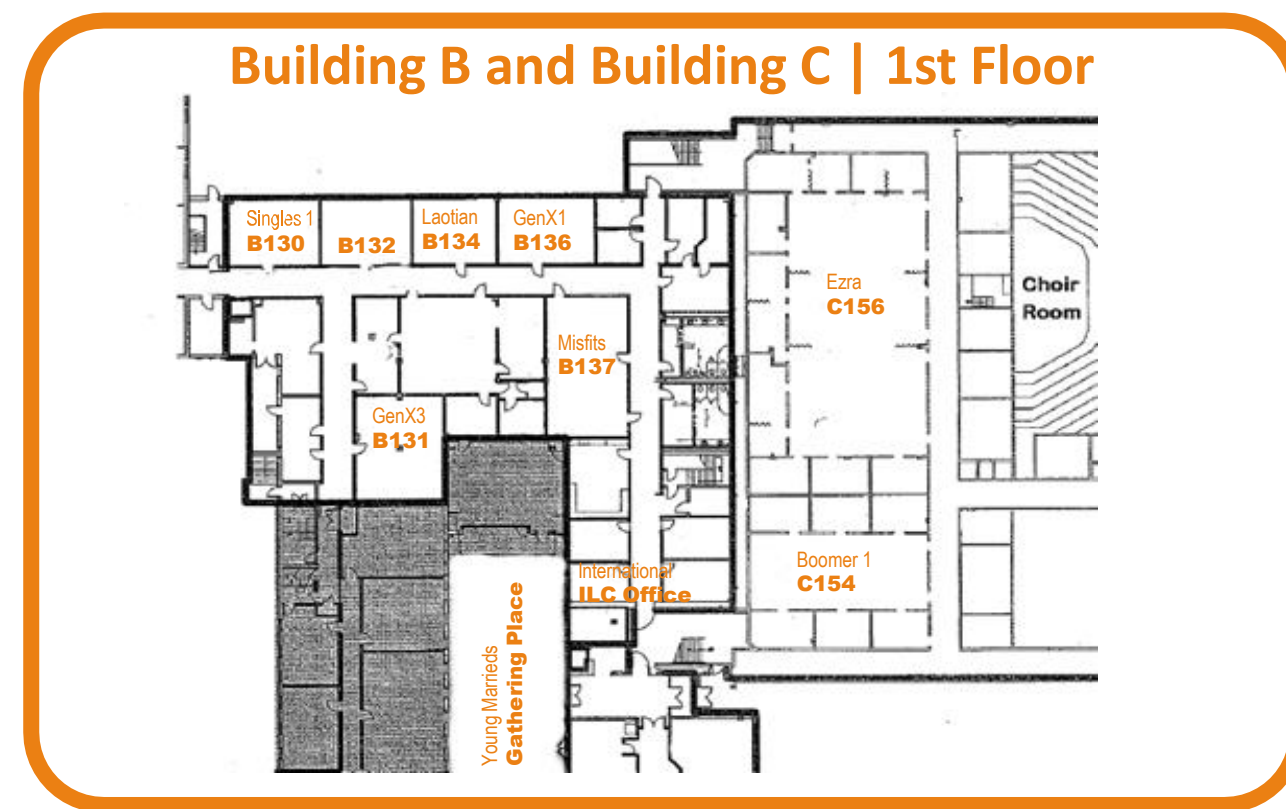 Building B and Building C | 1st Floor
Singles 1
B130
B132
Laotian
B134
GenX1
B136
Ezra
C156
Choir
Room
Misfits
B137
GenX3
B131
Boomer 1
C154
International
ILC Office
Young Marrieds
Gathering Place